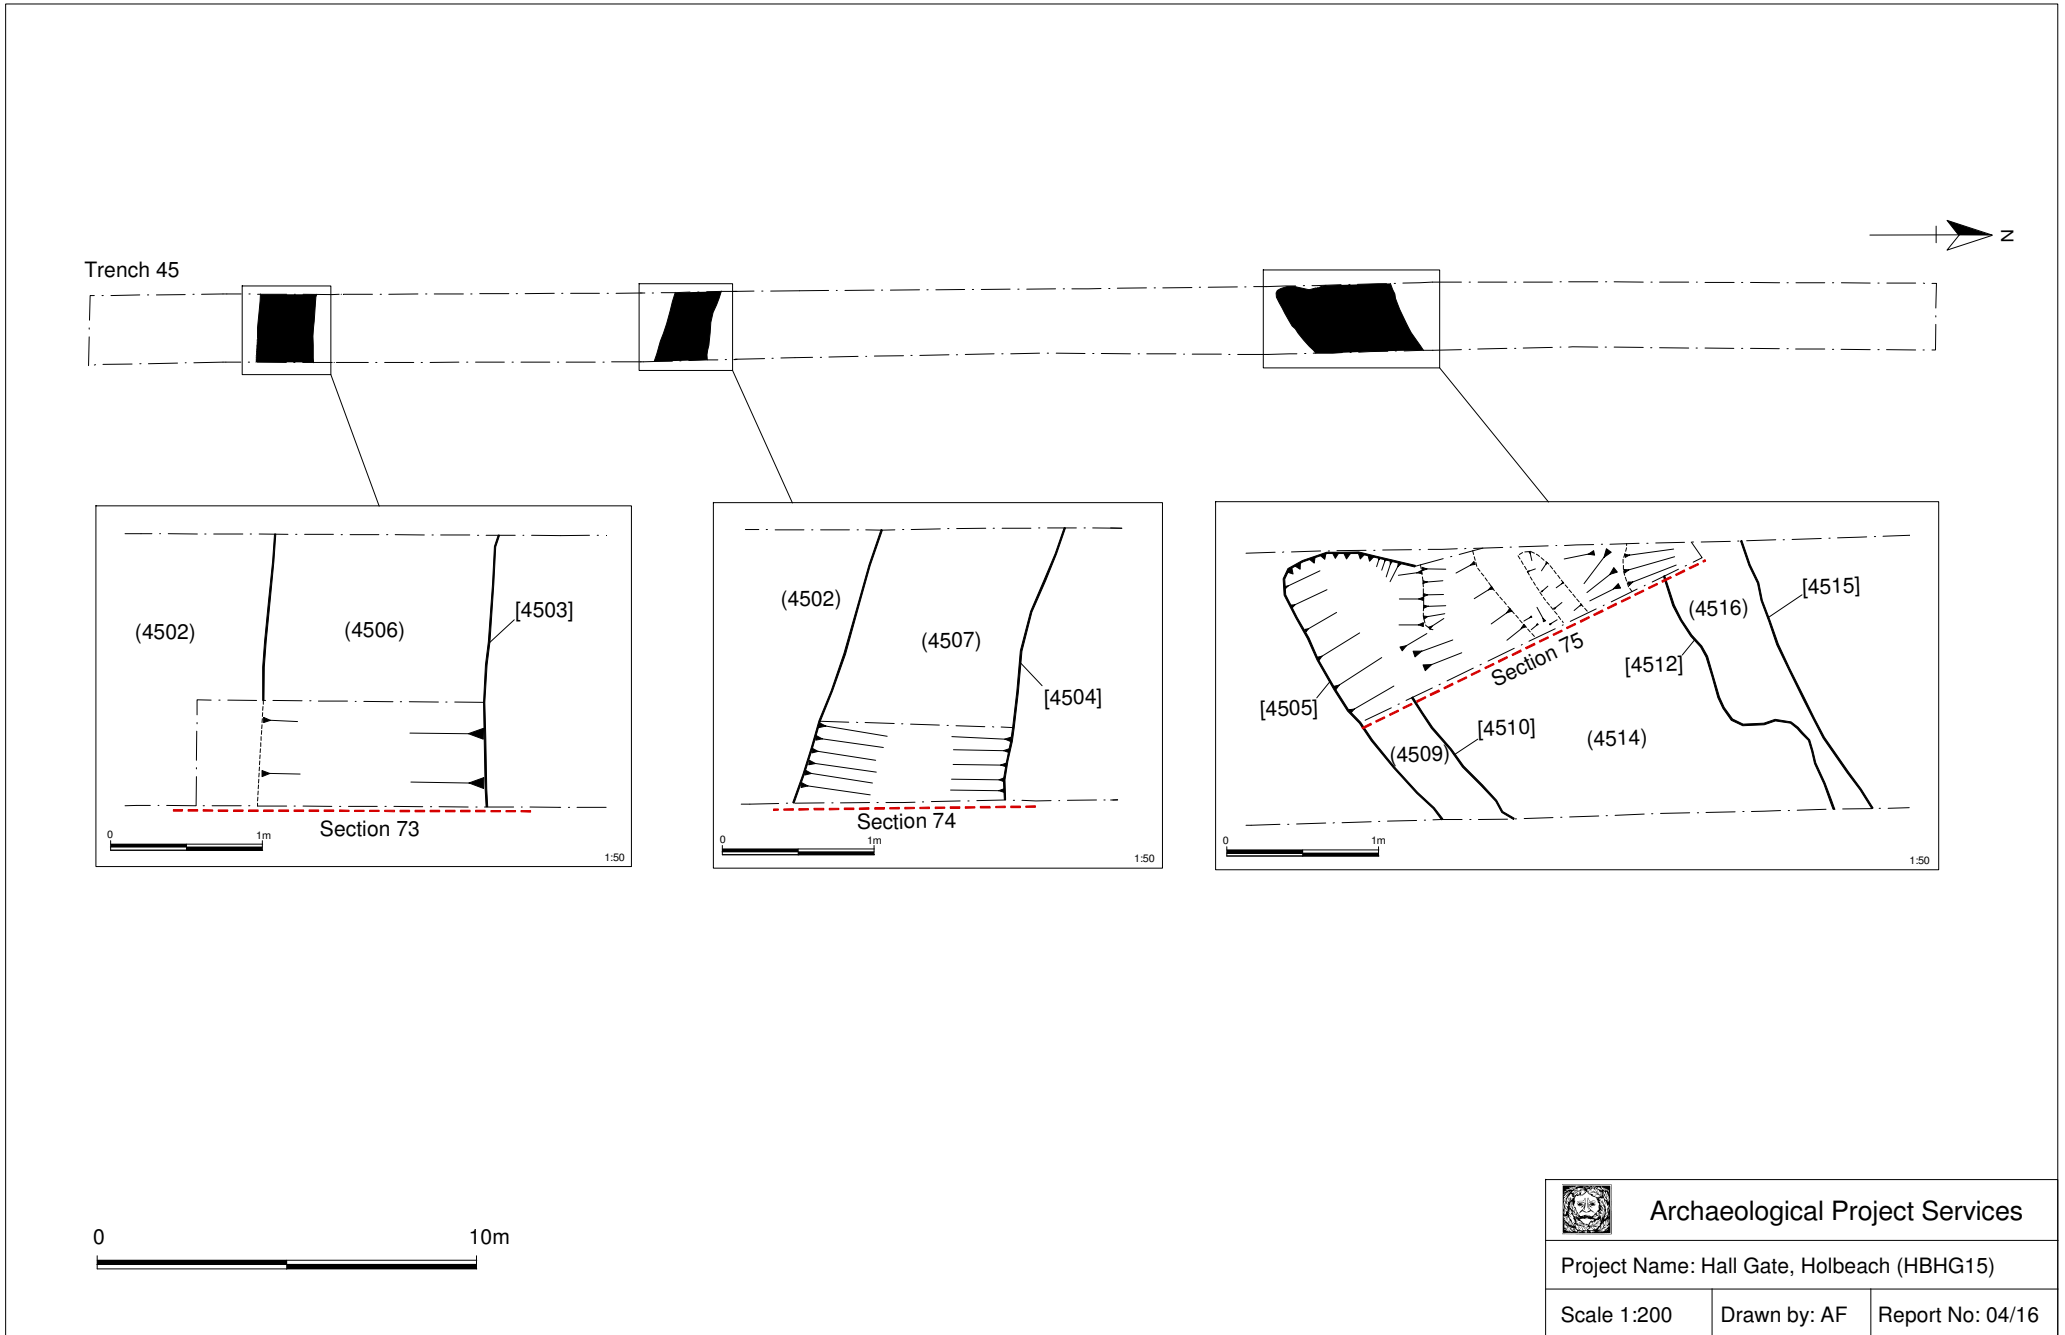 N
Trench 45
(4502)
(4506)
[4503]
Section 73
0 1m
1:50
(4502)
(4507)
[4504]
Section 74
0 1m
1:50
[4505]
(4509)
[4510]
(4514)
Section 75
[4512]
(4516)
[4515]
0 1m
1:50
0 10m
Archaeological Project Services
Project Name: Hall Gate, Holbeach (HBHG15)
Scale 1:200 Drawn by: AF Report No: 04/16